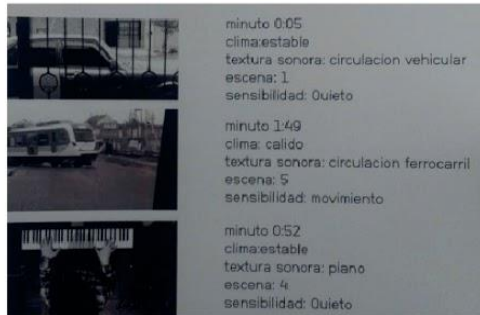 minuto 0:05
clima:estable
textura sonora: circulacion vehicular
escena: 1
sensibilidad: Quieto
minuto 1:49
clima: calido
textura sonora: circulacion ferrocarril
escena: 5
sensibilidad: movimiento
minuto 0:52
clima:estable
textura sonora: piano
escena: 4
sensibilidad: Quieto